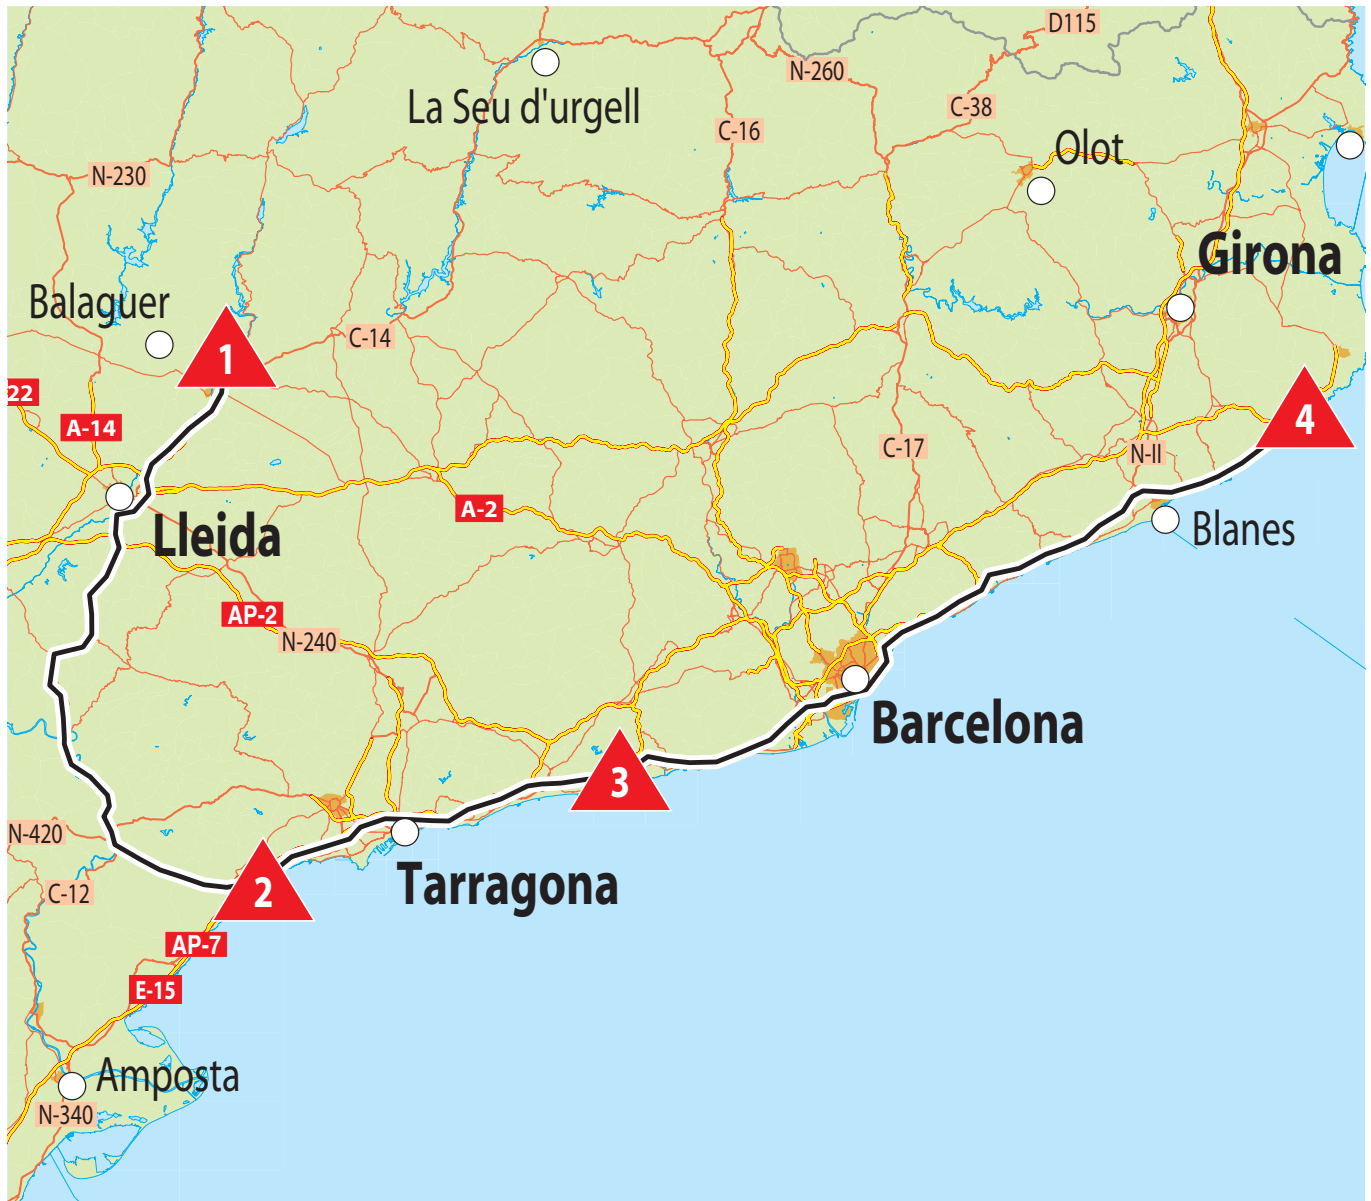 D115
N-260
La Seu d'urgell
C-38
C-16
Olot
N-230
Girona
Balaguer
C-14
1
22
A-14
4
C-17
N-II
A-2
Blanes
Lleida
AP-2
N-240
Barcelona
3
N-420
Tarragona
2
C-12
AP-7
E-15
Amposta
N-340